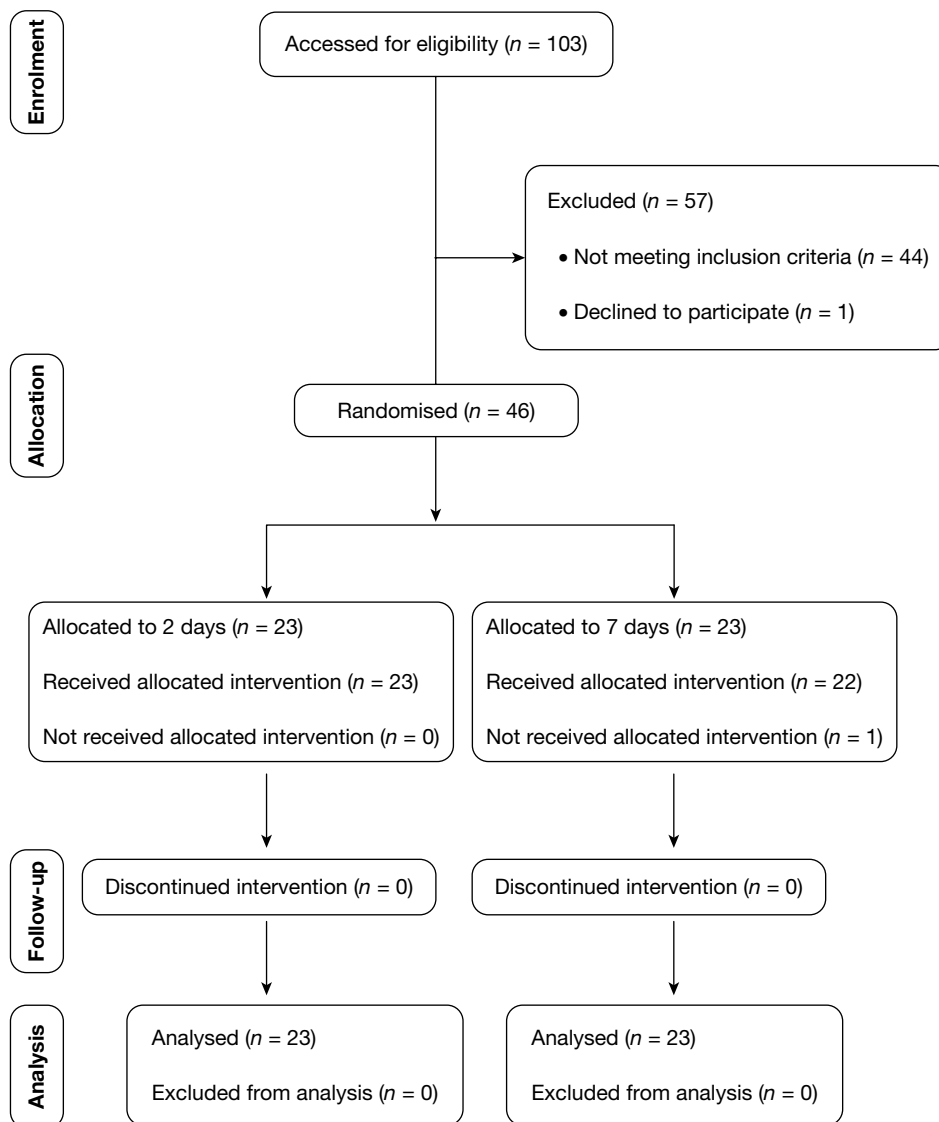 Enrolment
Accessed for eligibility (n = 103)
Excluded (n = 57)
• Not meeting inclusion criteria (n = 44)
• Declined to participate (n = 1)
Allocation
Randomised (n = 46)
Allocated to 2 days (n = 23)
Received allocated intervention (n = 23)
Not received allocated intervention (n = 0)
Allocated to 7 days (n = 23)
Received allocated intervention (n = 22)
Not received allocated intervention (n = 1)
Follow-up
Discontinued intervention (n = 0)
Discontinued intervention (n = 0)
Analysis
Analysed (n = 23)
Excluded from analysis (n = 0)
Analysed (n = 23)
Excluded from analysis (n = 0)